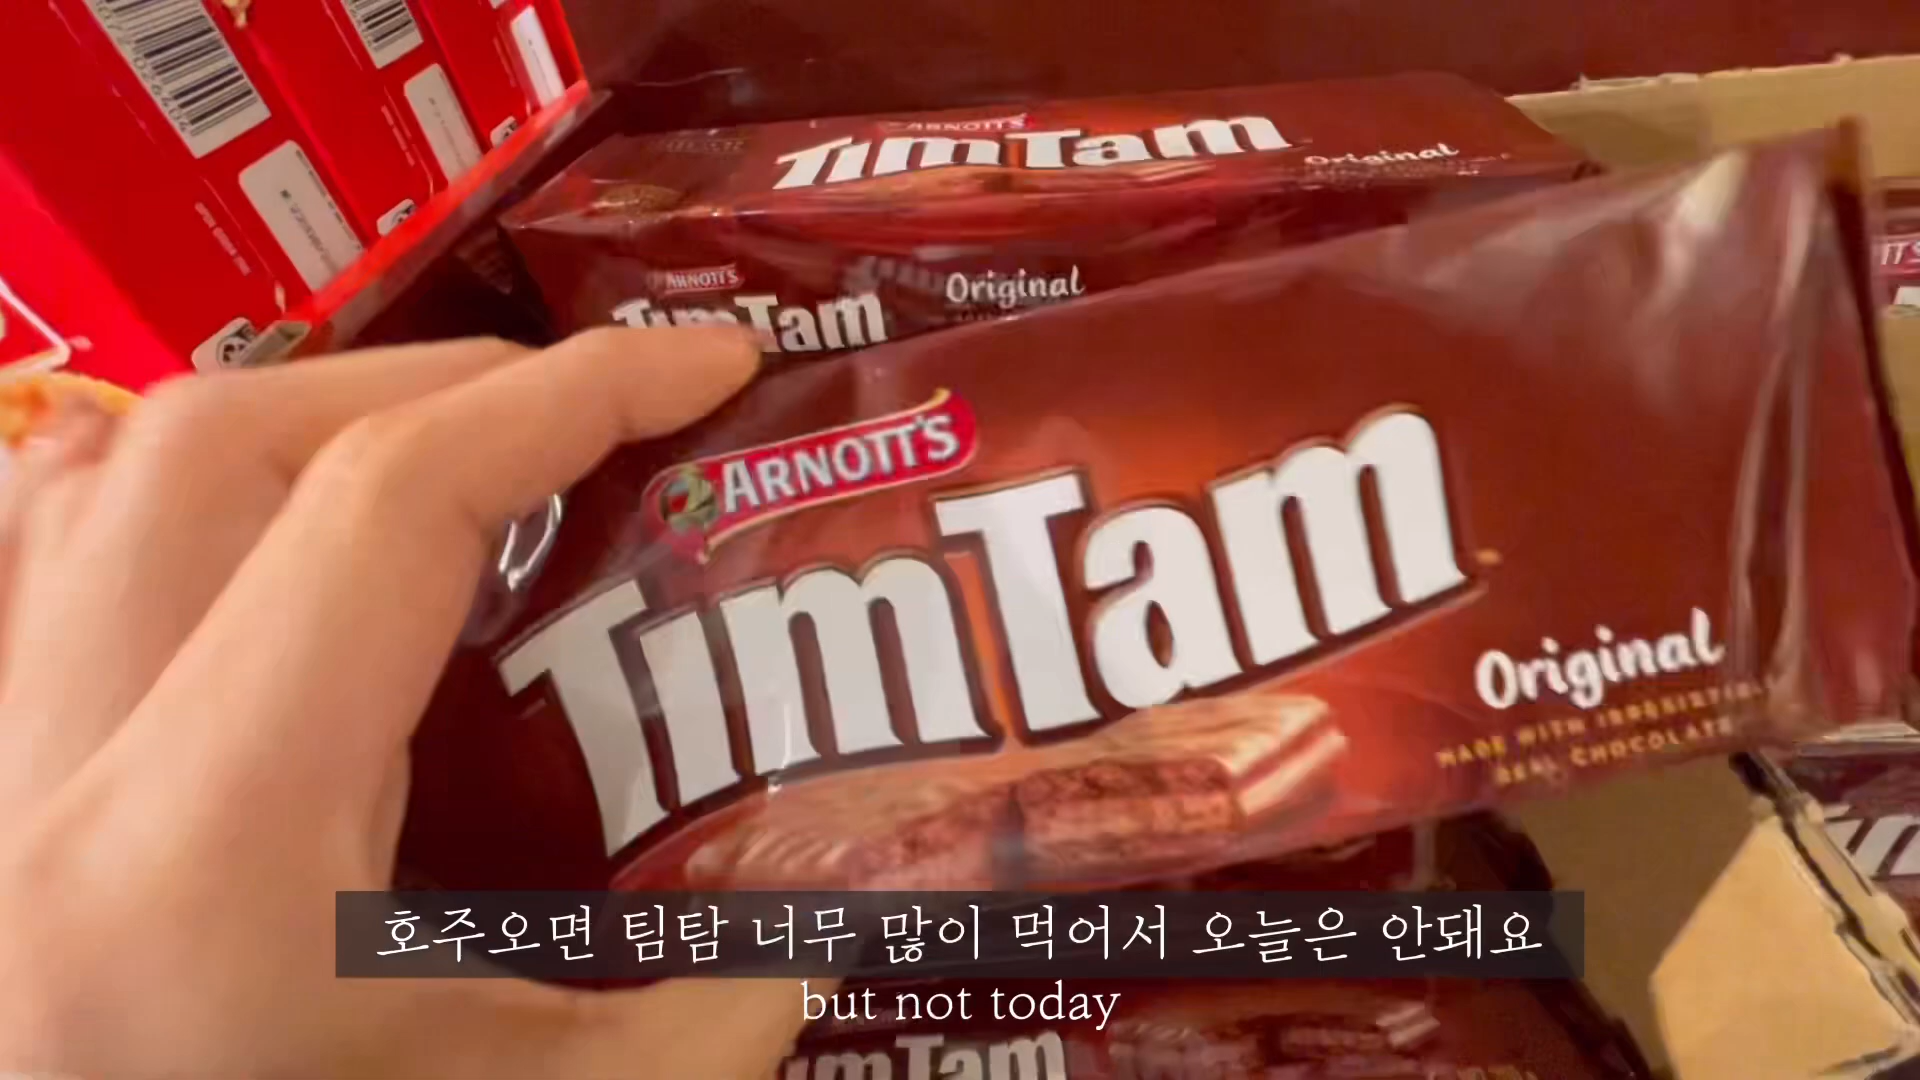 ARNOTT'S
TimTam
Original
ARNOTT'S
TimTam
Original
ARNOTT'S
TimTam
Original
MADE WITH IRRESISTIBLE
REAL CHOCOLATE
호주오면 팀탐 너무 많이 먹어서 오늘은 안돼요
but not today
TimTam